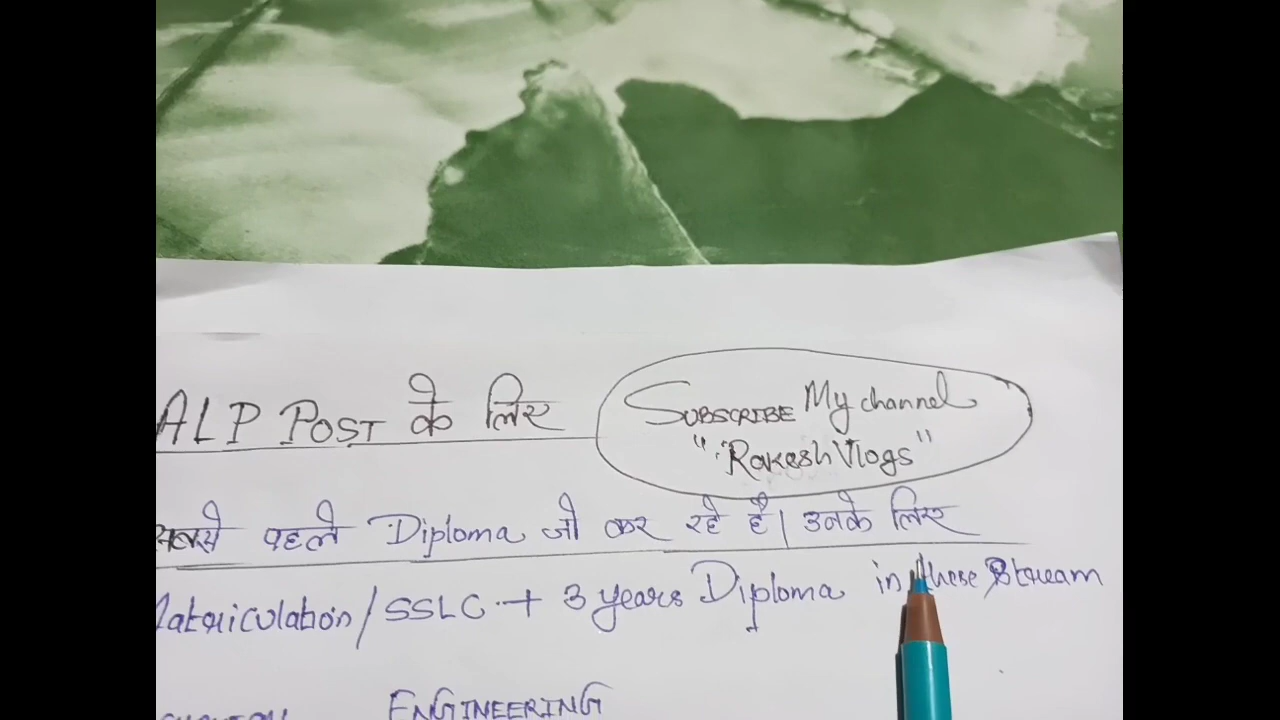 ALP POST के लिए
SUBSCRIBE My channel
"Rakesh Vlogs"
सबसे पहले Diploma जो कर रहे हैं। उनके लिए
Matriculation/SSLC + 3 years Diploma in these Stream
ENGINEERING